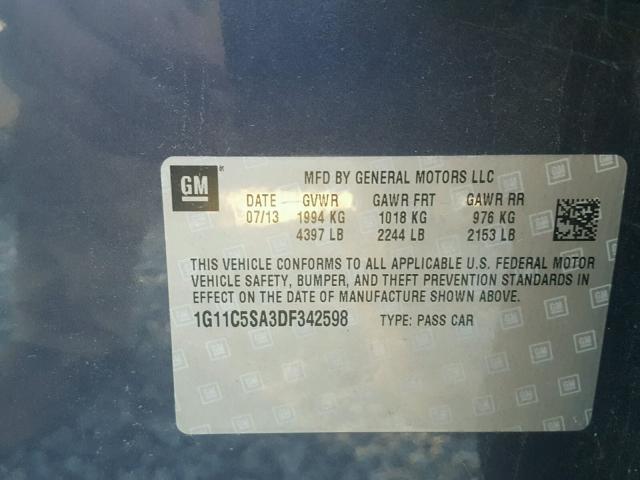 GM MFD BY GENERAL MOTORS LLC
DATE GVWR GAWR FRT GAWR RR
07/13 1994 KG 1018 KG 976 KG
4397 LB 2244 LB 2153 LB
THIS VEHICLE CONFORMS TO ALL APPLICABLE U.S. FEDERAL MOTOR
VEHICLE SAFETY, BUMPER, AND THEFT PREVENTION STANDARDS IN
EFFECT ON THE DATE OF MANUFACTURE SHOWN ABOVE.
1G11C5SA3DF342598 TYPE: PASS CAR